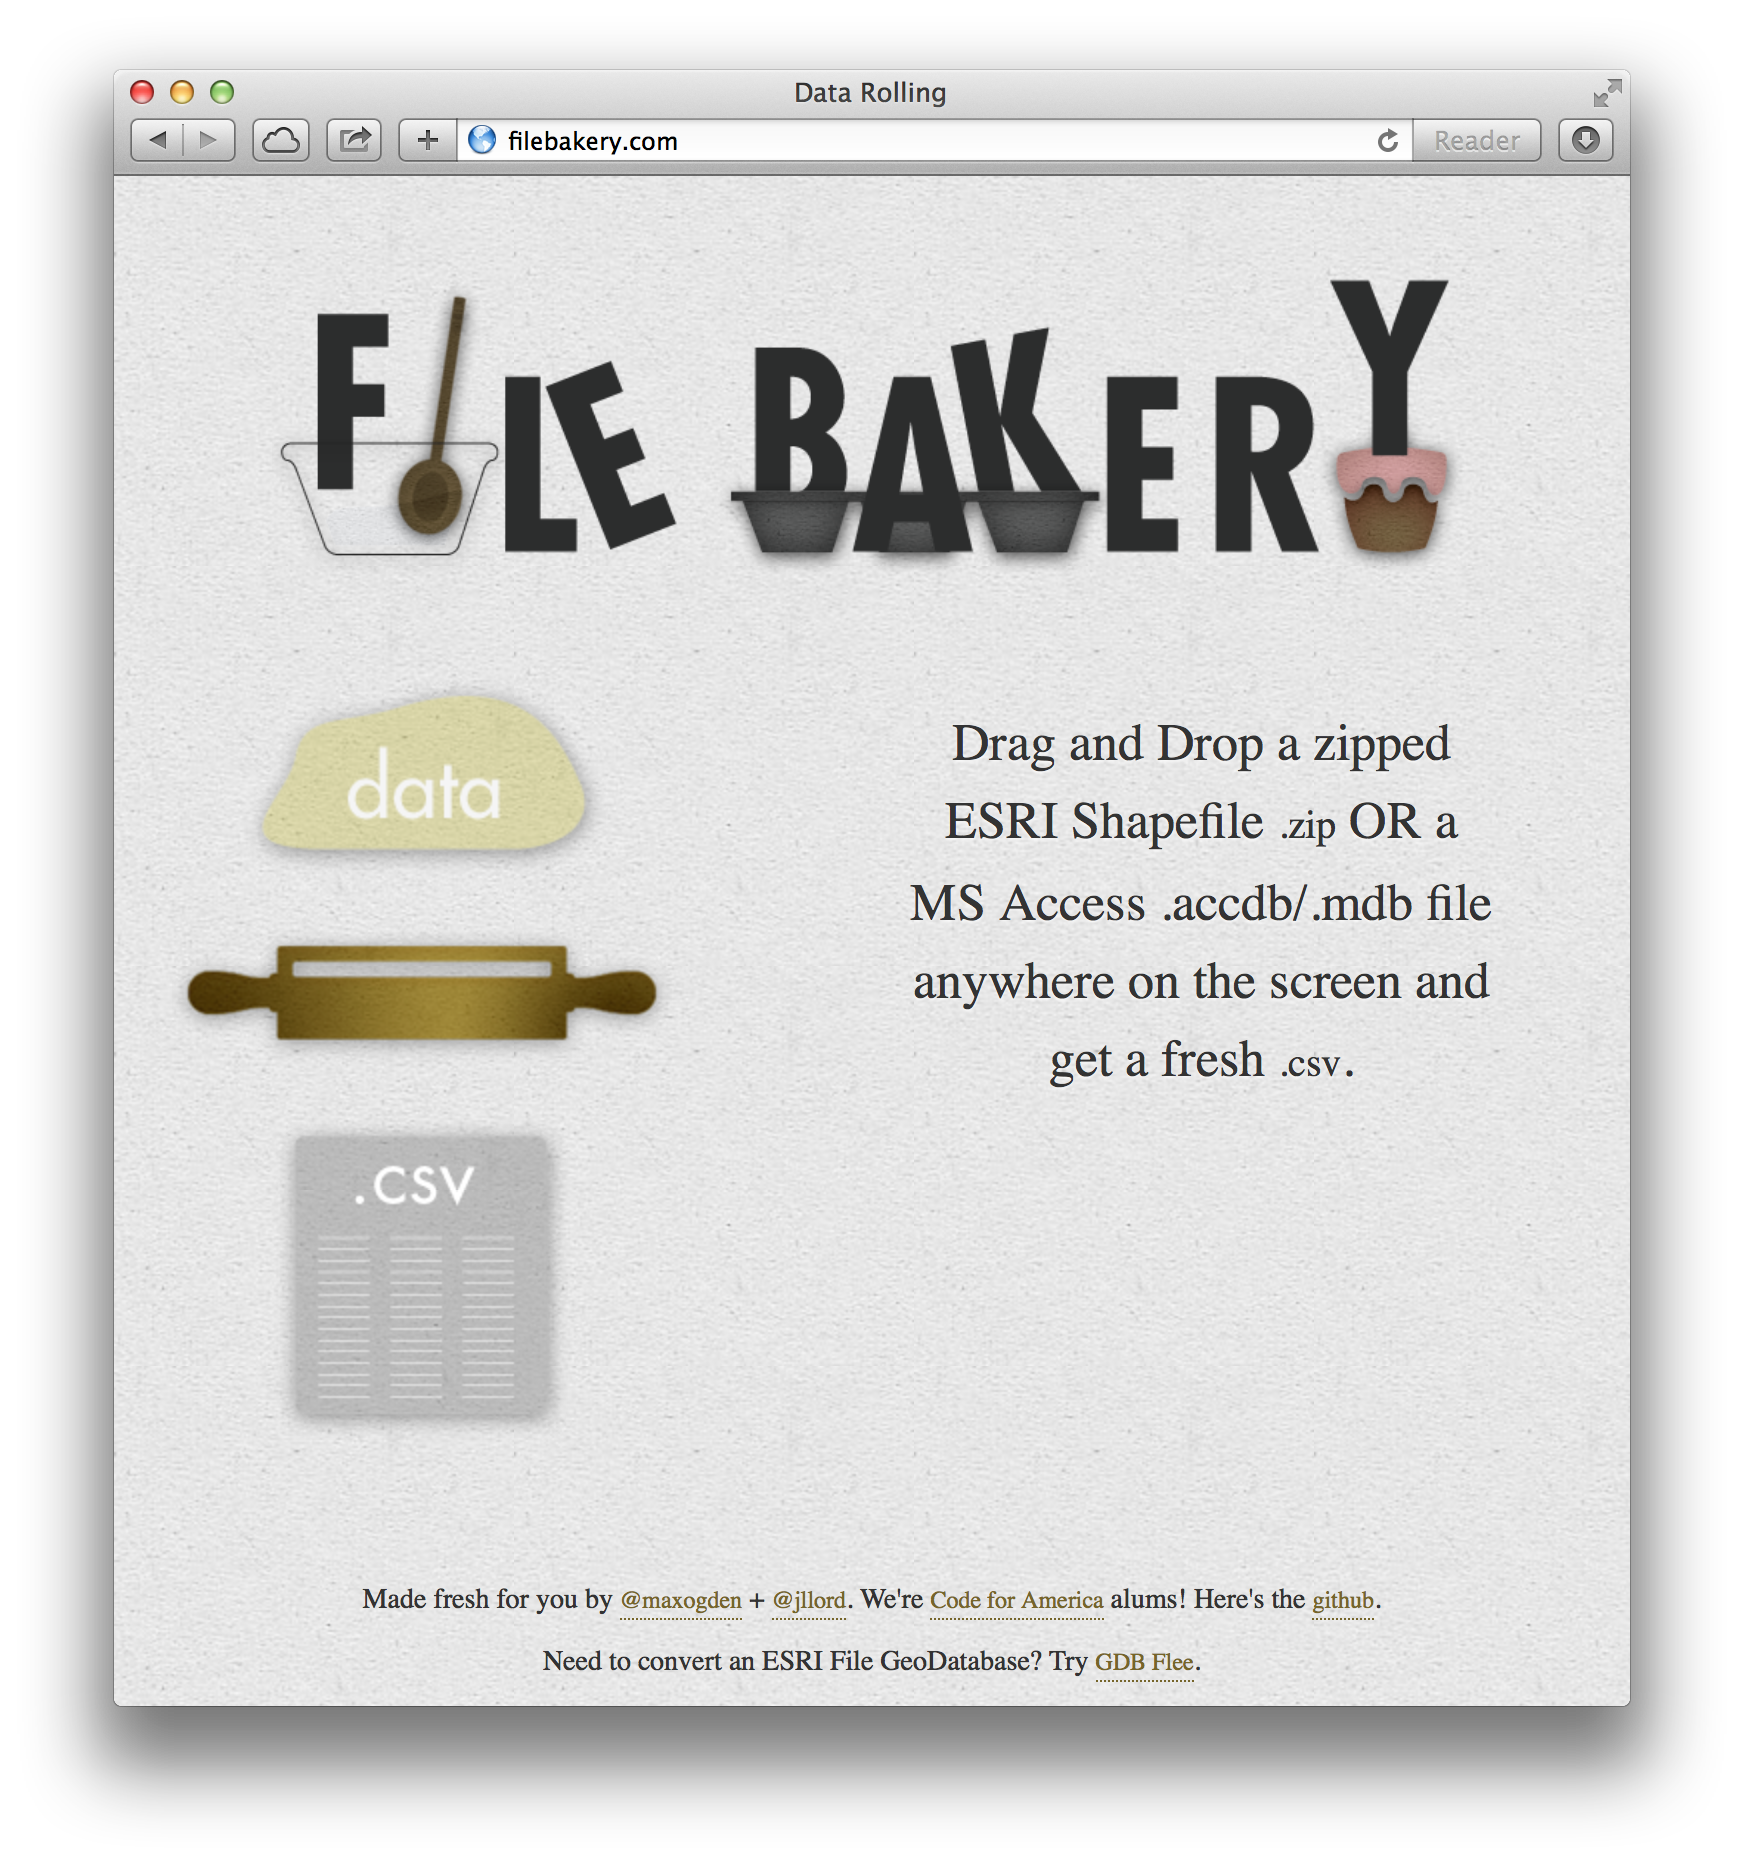 Data Rolling
filebakery.com
Reader
FILE BAKERY
data
Drag and Drop a zipped
ESRI Shapefile .zip OR a
MS Access .accdb/.mdb file
anywhere on the screen and
get a fresh .csv.
.csv
Made fresh for you by @maxogden + @jllord. We're Code for America alums! Here's the github.
Need to convert an ESRI File GeoDatabase? Try GDB Flee.